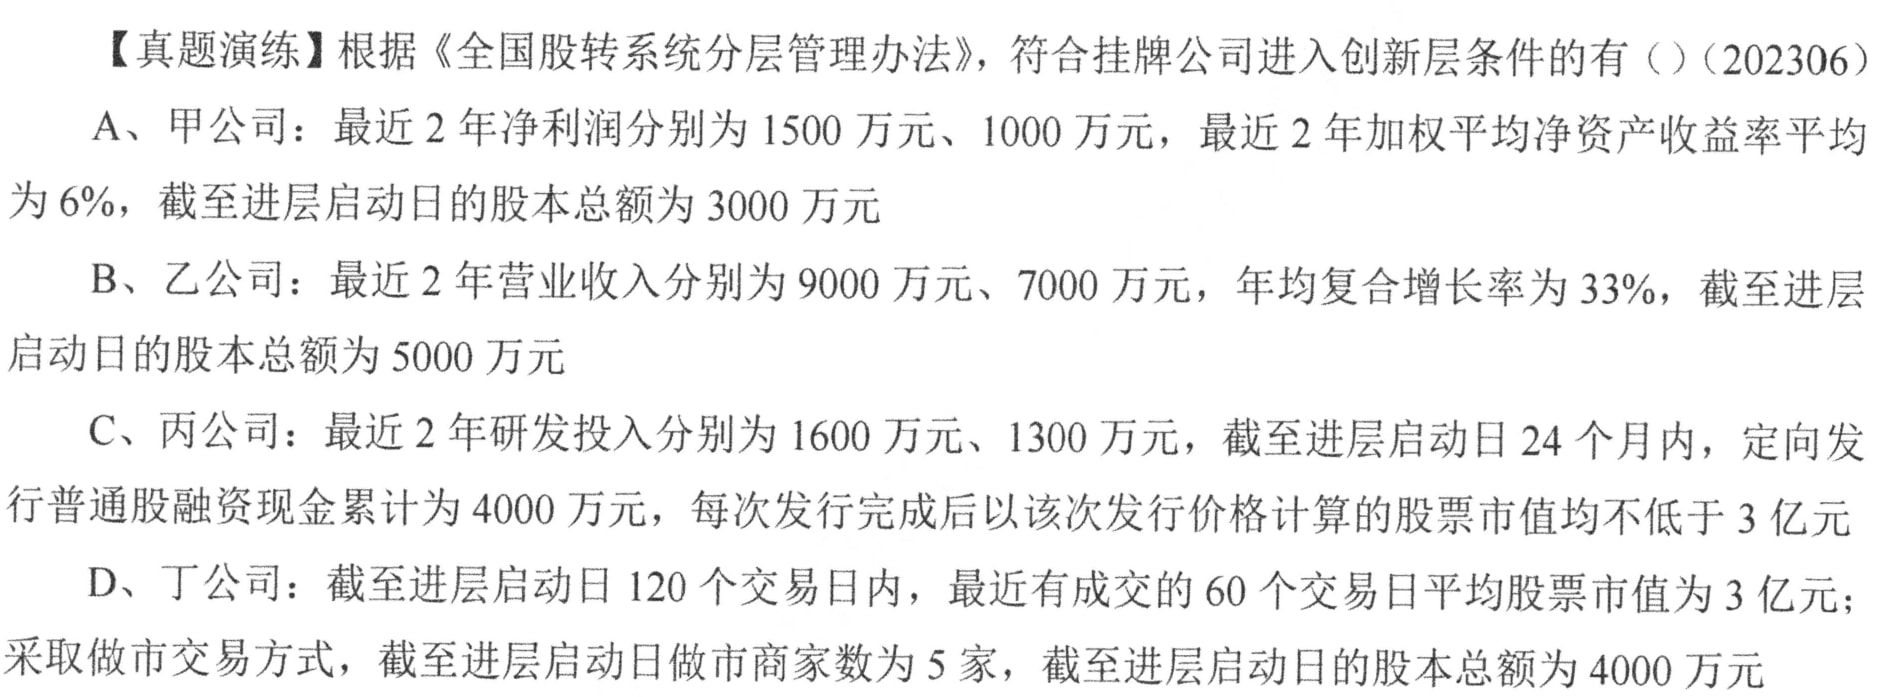 【真题演练】根据《全国股转系统分层管理办法》，符合挂牌公司进入创新层条件的有（）（202306）
A、甲公司：最近 2 年净利润分别为 1500 万元、1000 万元，最近 2 年加权平均净资产收益率平均
为 6%，截至进层启动日的股本总额为 3000 万元
B、乙公司：最近 2 年营业收入分别为 9000 万元、7000 万元，年均复合增长率为 33%，截至进层
启动日的股本总额为 5000 万元
C、丙公司：最近 2 年研发投入分别为 1600 万元、1300 万元，截至进层启动日 24 个月内，定向发
行普通股融资现金累计为 4000 万元，每次发行完成后以该次发行价格计算的股票市值均不低于 3 亿元
D、丁公司：截至进层启动日 120 个交易日内，最近有成交的 60 个交易日平均股票市值为 3 亿元；
采取做市交易方式，截至进层启动日做市商家数为 5 家，截至进层启动日的股本总额为 4000 万元